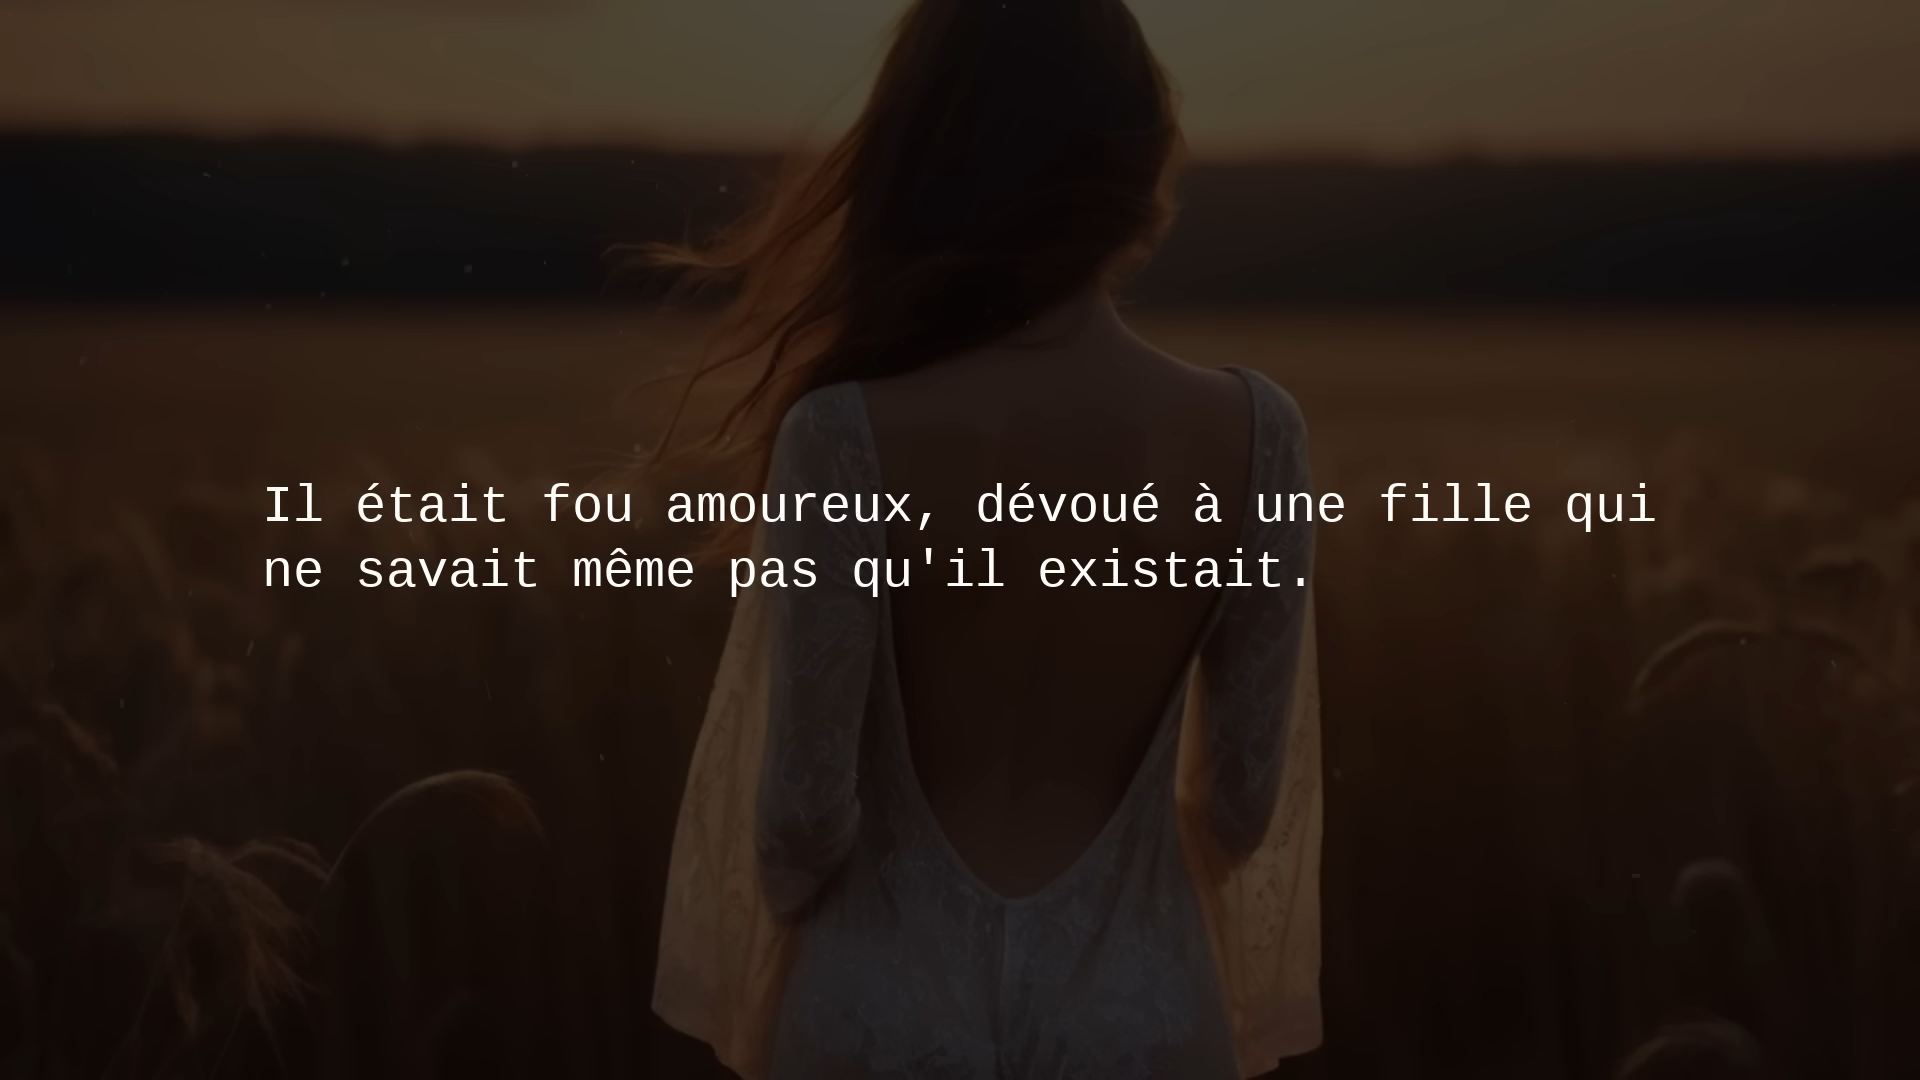 Il était fou amoureux, dévoué à une fille qui
ne savait même pas qu'il existait.